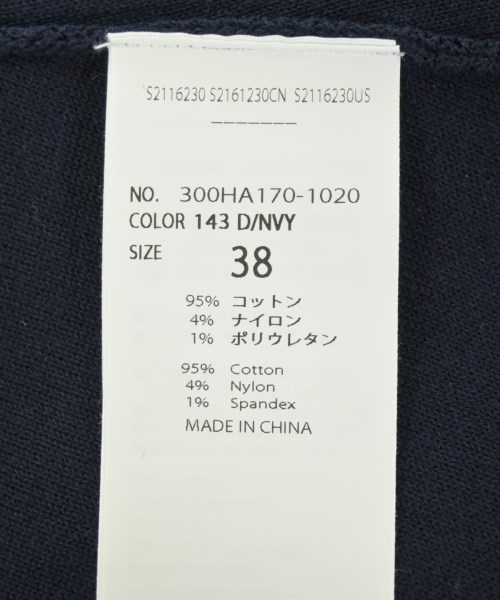 S2116230 S2161230CN S2116230US
_______
NO. 300HA170-1020
COLOR 143 D/NVY
SIZE 38
95% コットン
4% ナイロン
1% ポリウレタン
95% Cotton
4% Nylon
1% Spandex
MADE IN CHINA